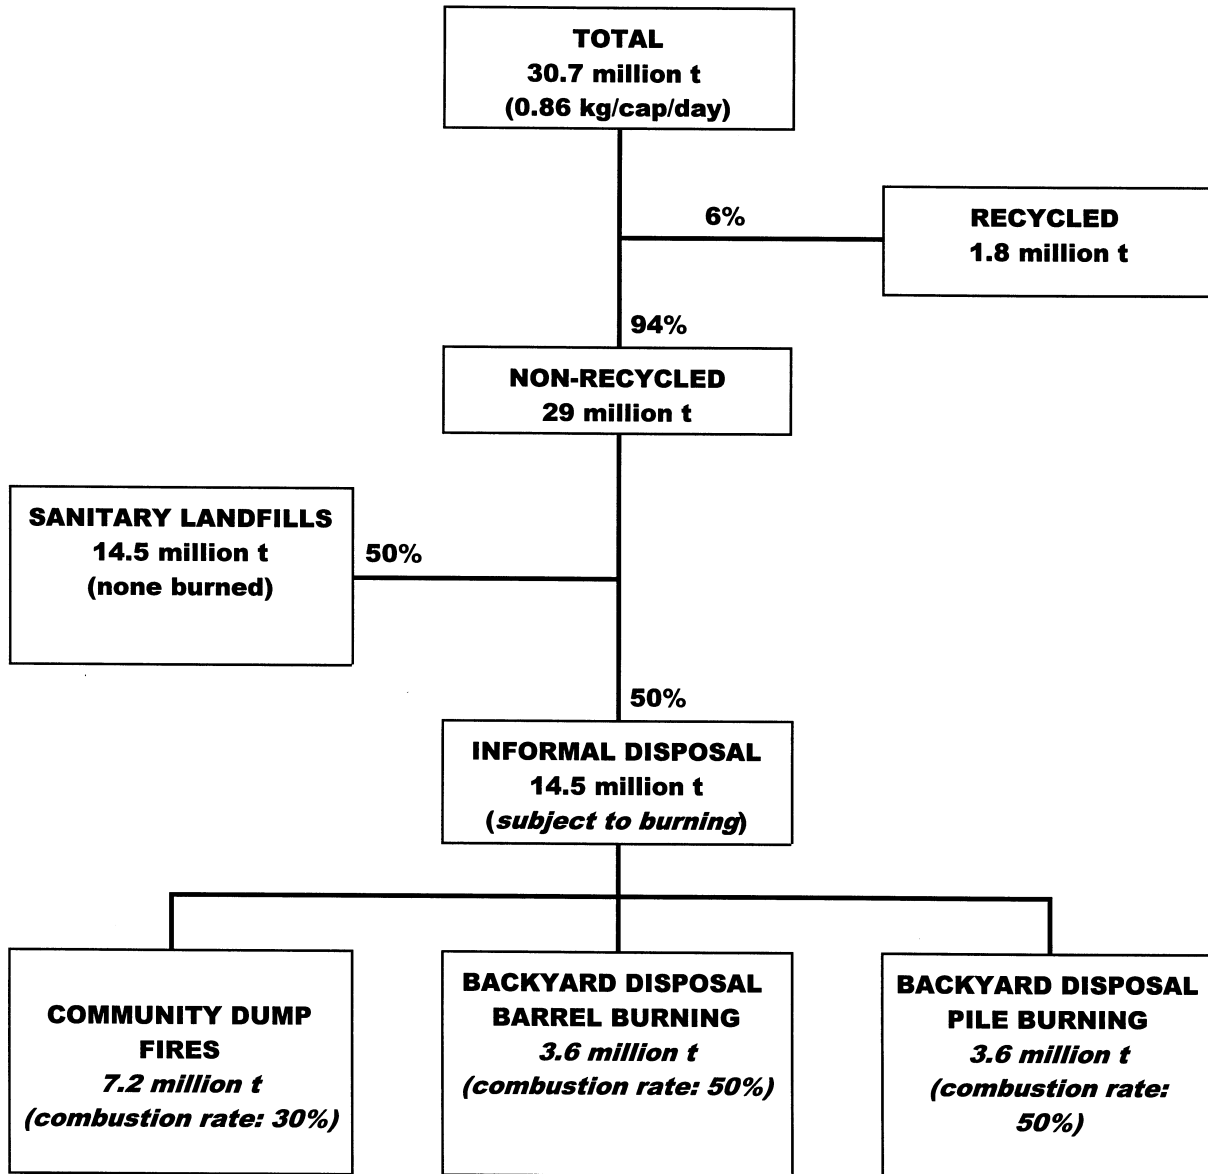 TOTAL
30.7 million t
(0.86 kg/cap/day)
6%
RECYCLED
1.8 million t
94%
NON-RECYCLED
29 million t
SANITARY LANDFILLS
14.5 million t
(none burned)
50%
50%
INFORMAL DISPOSAL
14.5 million t
(subject to burning)
COMMUNITY DUMP
FIRES
7.2 million t
(combustion rate: 30%)
BACKYARD DISPOSAL
BARREL BURNING
3.6 million t
(combustion rate: 50%)
BACKYARD DISPOSAL
PILE BURNING
3.6 million t
(combustion rate:
50%)